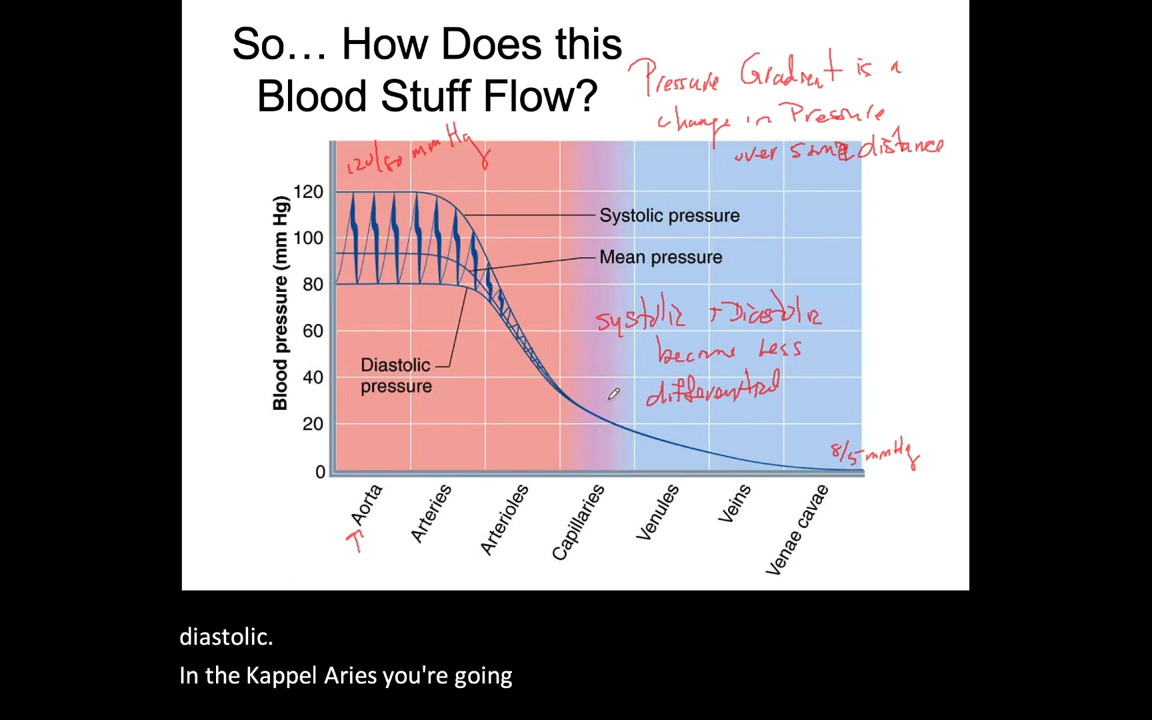 So… How Does this
Blood Stuff Flow?
Pressure Gradient is a
change in Pressure
over some distance
120/80 mmHg
Blood pressure (mm Hg)
120
100
80
60
40
20
0
Systolic pressure
Mean pressure
Diastolic
pressure
systolic + Diastolic
become less
differentiated
8/5 mmHg
Aorta
Arteries
Arterioles
Capillaries
Venules
Veins
Venae cavae
diastolic.
In the Kappel Aries you're going